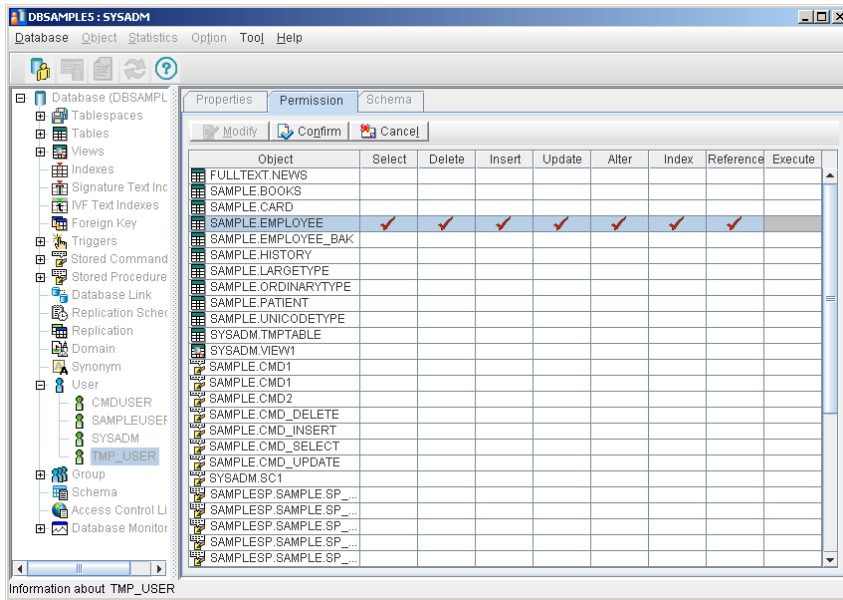 DBSAMPLE5 : SYSADM
Database Object Statistics Option Tool Help
Database (DBSAMPL
Tablespaces
Tables
Views
Indexes
Signature Text Inc
IVF Text Indexes
Foreign Key
Triggers
Stored Command
Stored Procedure
Database Link
Replication Sched
Replication
Domain
Synonym
User
CMDUSER
SAMPLEUSER
SYSADM
TMP_USER
Group
Schema
Access Control Li
Database Monitor
Properties Permission Schema
Modify Confirm Cancel
Object Select Delete Insert Update Alter Index Reference Execute
FULLTEXT.NEWS
SAMPLE.BOOKS
SAMPLE.CARD
SAMPLE.EMPLOYEE
SAMPLE.EMPLOYEE_BAK
SAMPLE.HISTORY
SAMPLE.LARGETYPE
SAMPLE.ORDINARYTYPE
SAMPLE.PATIENT
SAMPLE.UNICODETYPE
SYSADM.TMPTABLE
SYSADM.VIEW1
SAMPLE.CMD1
SAMPLE.CMD1
SAMPLE.CMD2
SAMPLE.CMD_DELETE
SAMPLE.CMD_INSERT
SAMPLE.CMD_SELECT
SAMPLE.CMD_UPDATE
SYSADM.SC1
SAMPLESP.SAMPLE.SP_...
SAMPLESP.SAMPLE.SP_...
SAMPLESP.SAMPLE.SP_...
SAMPLESP.SAMPLE.SP_...
SAMPLESP.SAMPLE.SP_...
Information about TMP_USER